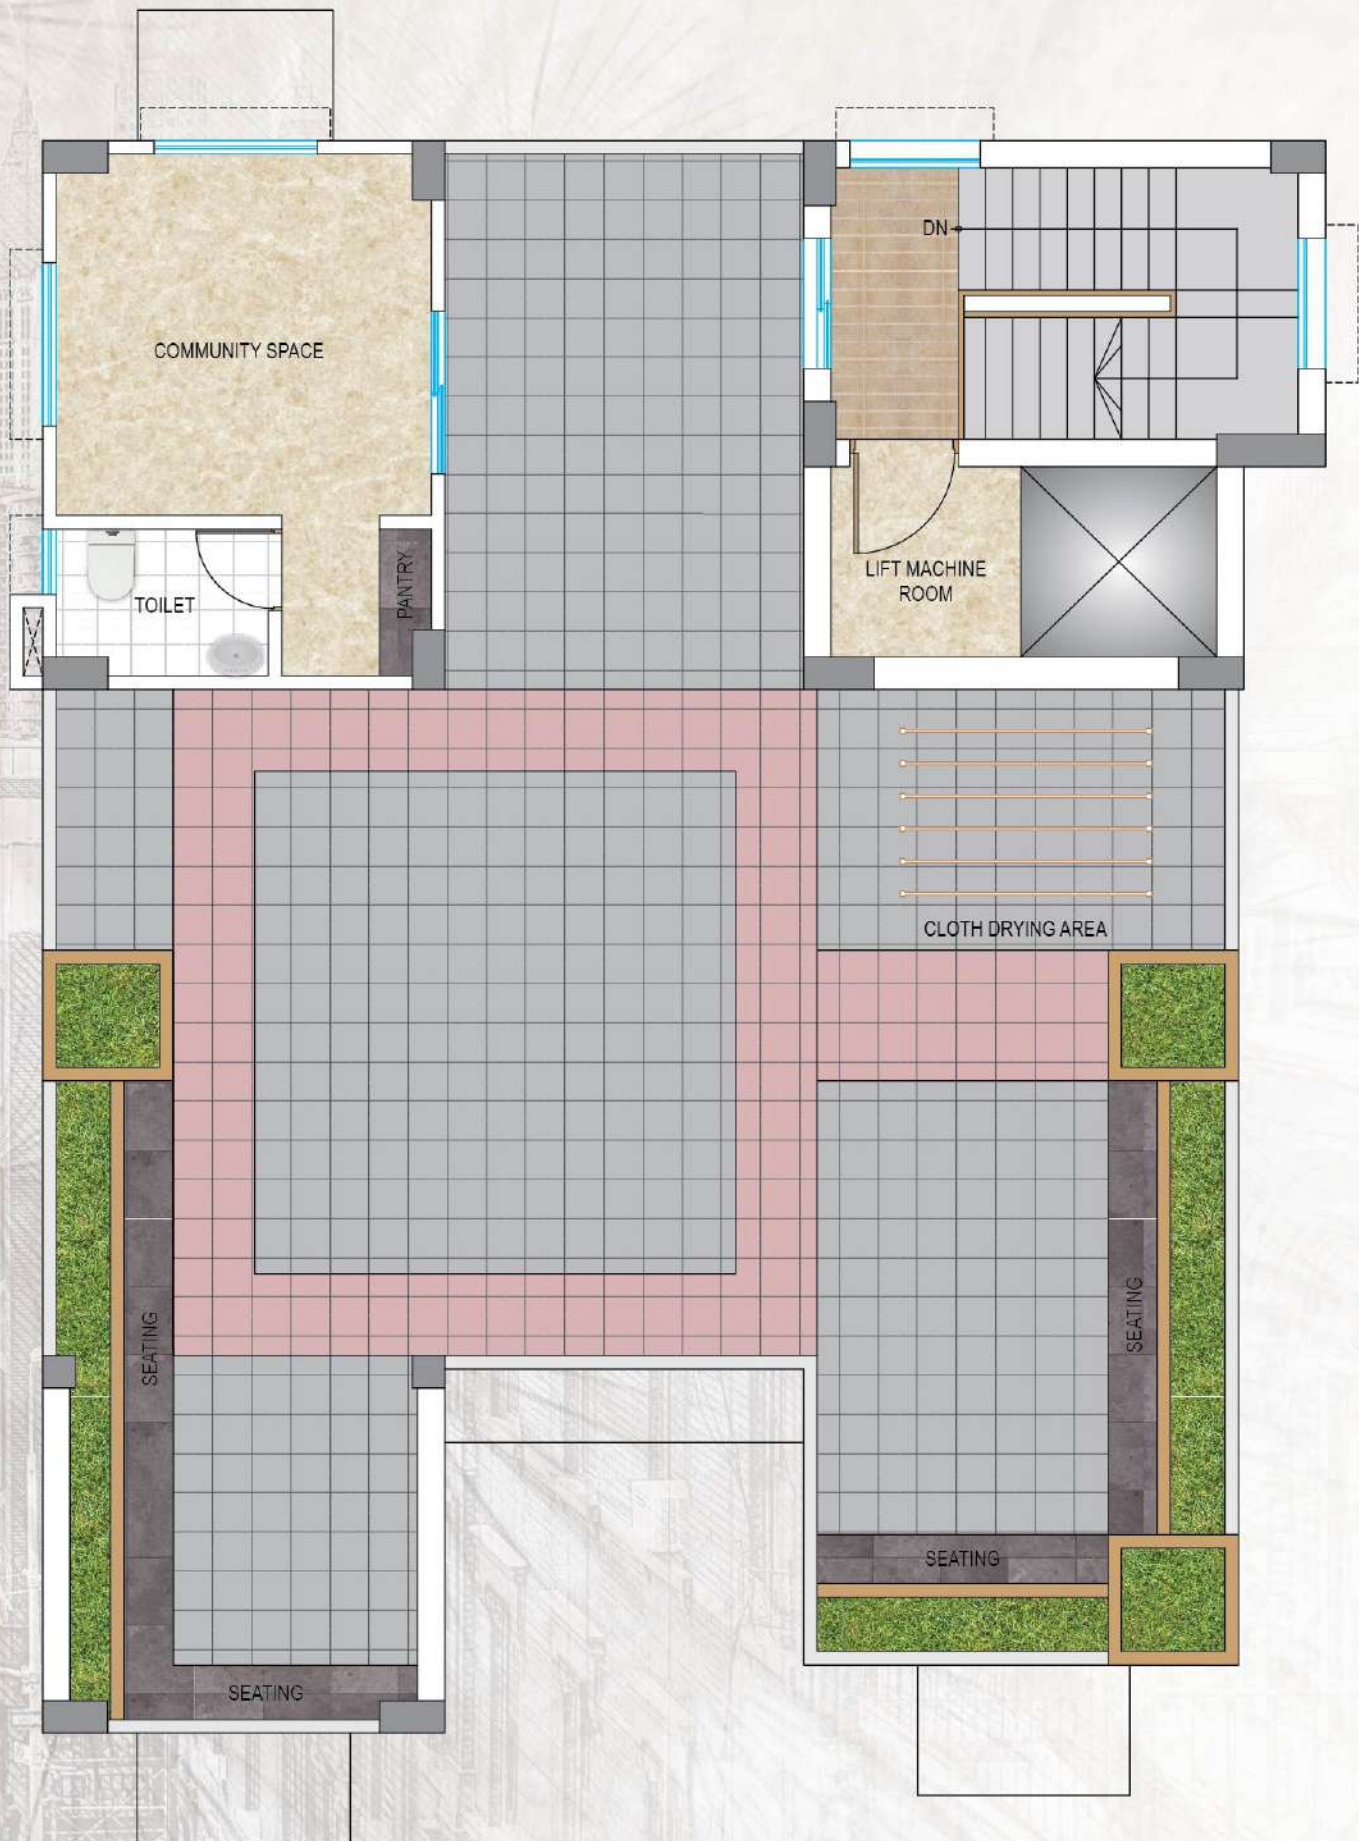 DN
COMMUNITY SPACE
LIFT MACHINE
ROOM
PANTRY
TOILET
CLOTH DRYING AREA
SEATING
SEATING
SEATING
SEATING